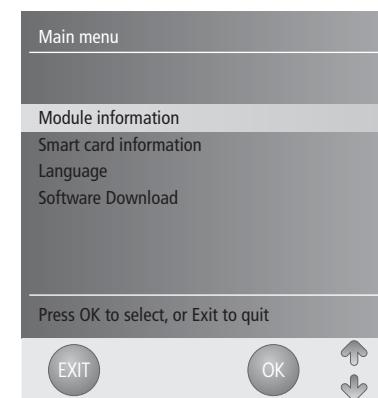 Main menu
Module information
Smart card information
Language
Software Download
Press OK to select, or Exit to quit
EXIT OK